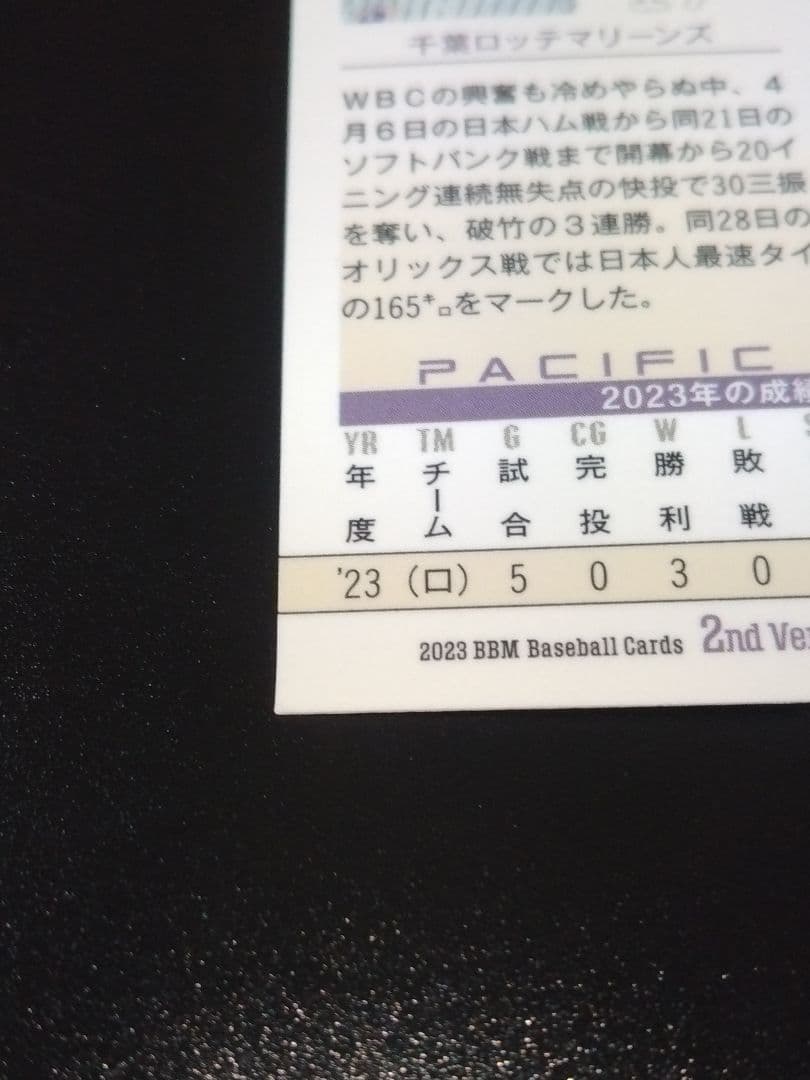 千葉ロッテマリーンズ
WBCの興奮も冷めやらぬ中、4
月6日の日本ハム戦から同21日の
ソフトバンク戦まで開幕から20イ
ニング連続無失点の快投で30三振
を奪い、破竹の3連勝。同28日の
オリックス戦では日本人最速タイ
の165㌔をマークした。
PACIFIC
2023年の成績
YR TM G CG W L
年度 チーム 試合 完投 勝利 敗戦
'23 (ロ) 5 0 3 0
2023 BBM Baseball Cards 2nd Ver